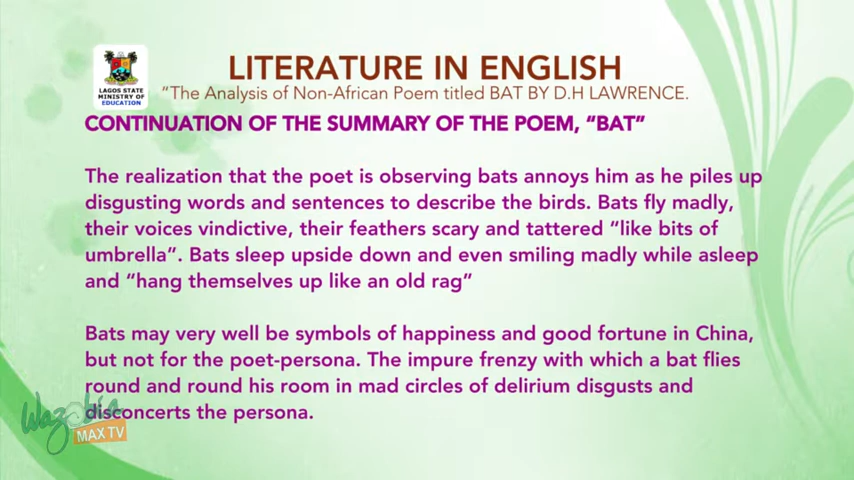 LITERATURE IN ENGLISH
LAGOS STATE
MINISTRY OF
EDUCATION
“The Analysis of Non-African Poem titled BAT BY D.H LAWRENCE.
CONTINUATION OF THE SUMMARY OF THE POEM, “BAT”
The realization that the poet is observing bats annoys him as he piles up
disgusting words and sentences to describe the birds. Bats fly madly,
their voices vindictive, their feathers scary and tattered “like bits of
umbrella”. Bats sleep upside down and even smiling madly while asleep
and “hang themselves up like an old rag”
Bats may very well be symbols of happiness and good fortune in China,
but not for the poet-persona. The impure frenzy with which a bat flies
round and round his room in mad circles of delirium disgusts and
disconcerts the persona.
Wazobia
MAX TV